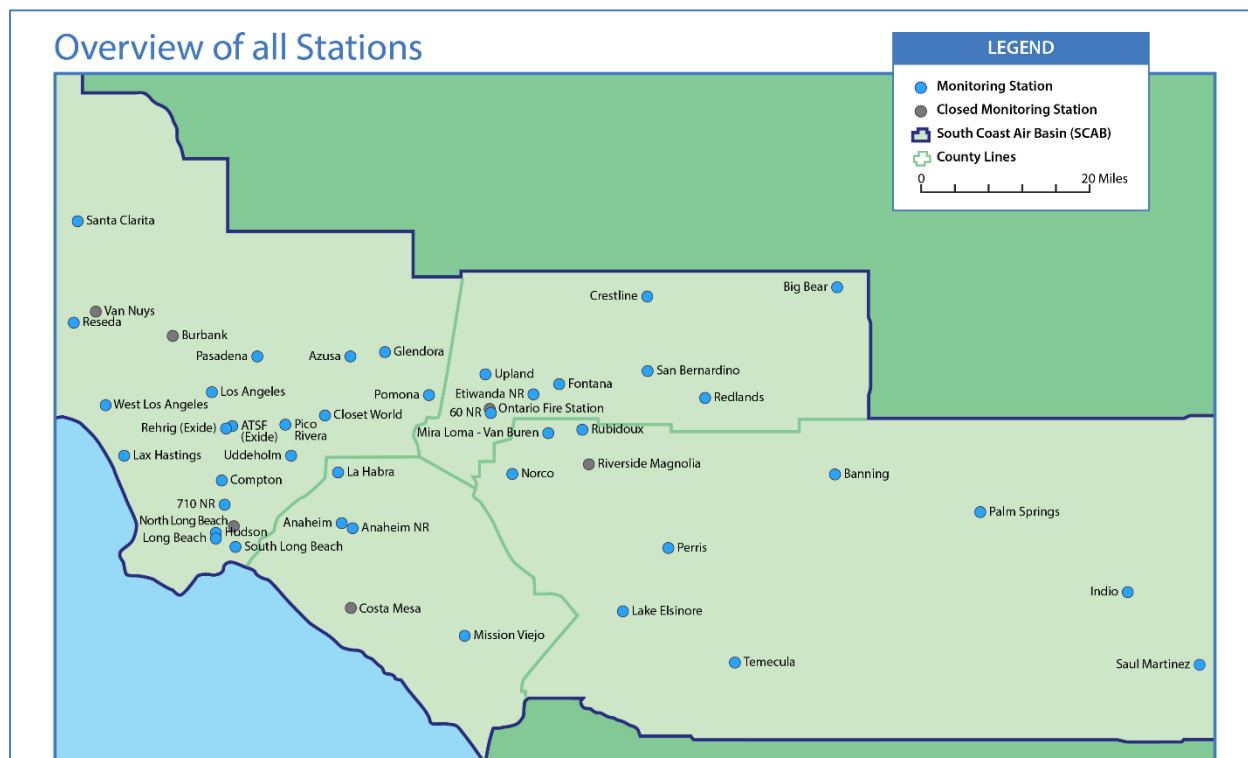 Overview of all Stations
LEGEND
Monitoring Station
Closed Monitoring Station
South Coast Air Basin (SCAB)
County Lines
0
20 Miles
Santa Clarita
Van Nuys
Reseda
Burbank
Pasadena
Azusa
Glendora
Crestline
Big Bear
Los Angeles
West Los Angeles
Pomona
Upland
Etiwanda NR
Fontana
San Bernardino
Redlands
Closet World
60 NR
Ontario Fire Station
Rehrig (Exide)
ATSF
(Exide)
Pico
Rivera
Mira Loma - Van Buren
Rubidoux
Lax Hastings
Uddeholm
La Habra
Norco
Riverside Magnolia
Banning
Compton
710 NR
North Long Beach
Hudson
Long Beach
South Long Beach
Anaheim
Anaheim NR
Palm Springs
Perris
Costa Mesa
Lake Elsinore
Indio
Mission Viejo
Temecula
Saul Martinez